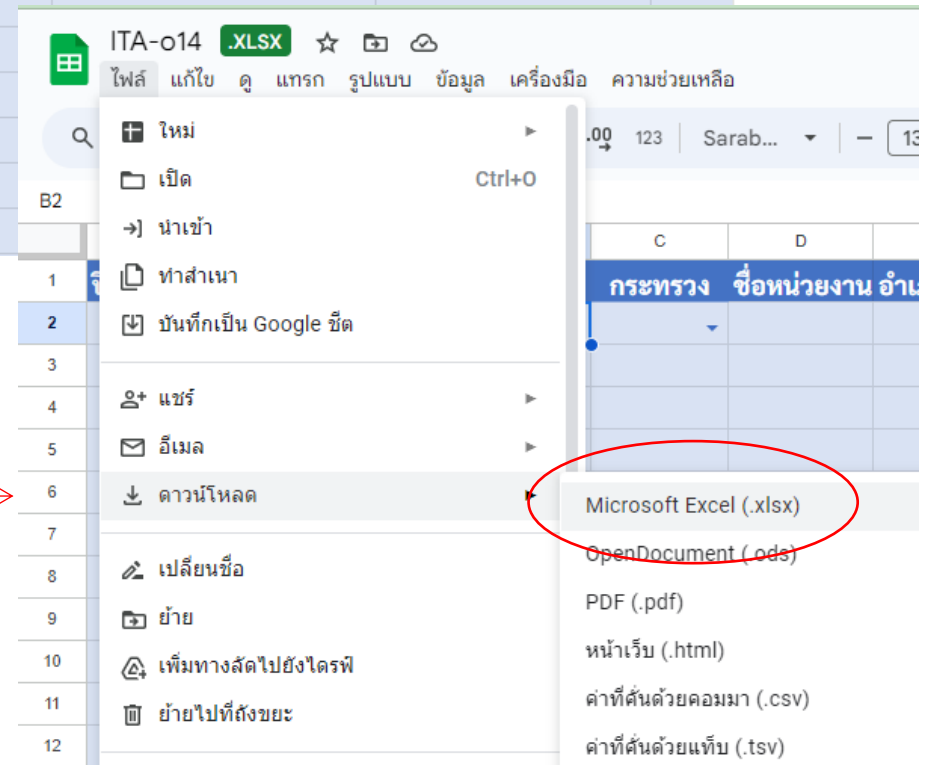 ITA-o14 .XLSX
ไฟล์ แก้ไข ดู แทรก รูปแบบ ข้อมูล เครื่องมือ ความช่วยเหลือ
ใหม่
.00 123 Sarab... 13
เปิด Ctrl+O
B2
นำเข้า
C D
ทำสำเนา
1 กระทรวง ชื่อหน่วยงาน
2 บันทึกเป็น Google ชีต
3
4 แชร์
5 อีเมล
6 ดาวน์โหลด
Microsoft Excel (.xlsx)
7
OpenDocument (.ods)
8 เปลี่ยนชื่อ
PDF (.pdf)
9 ย้าย
หน้าเว็บ (.html)
10 เพิ่มทางลัดไปยังไดรฟ์
ค่าที่คั่นด้วยคอมมา (.csv)
11 ย้ายไปที่ถังขยะ
12 ค่าที่คั่นด้วยแท็บ (.tsv)